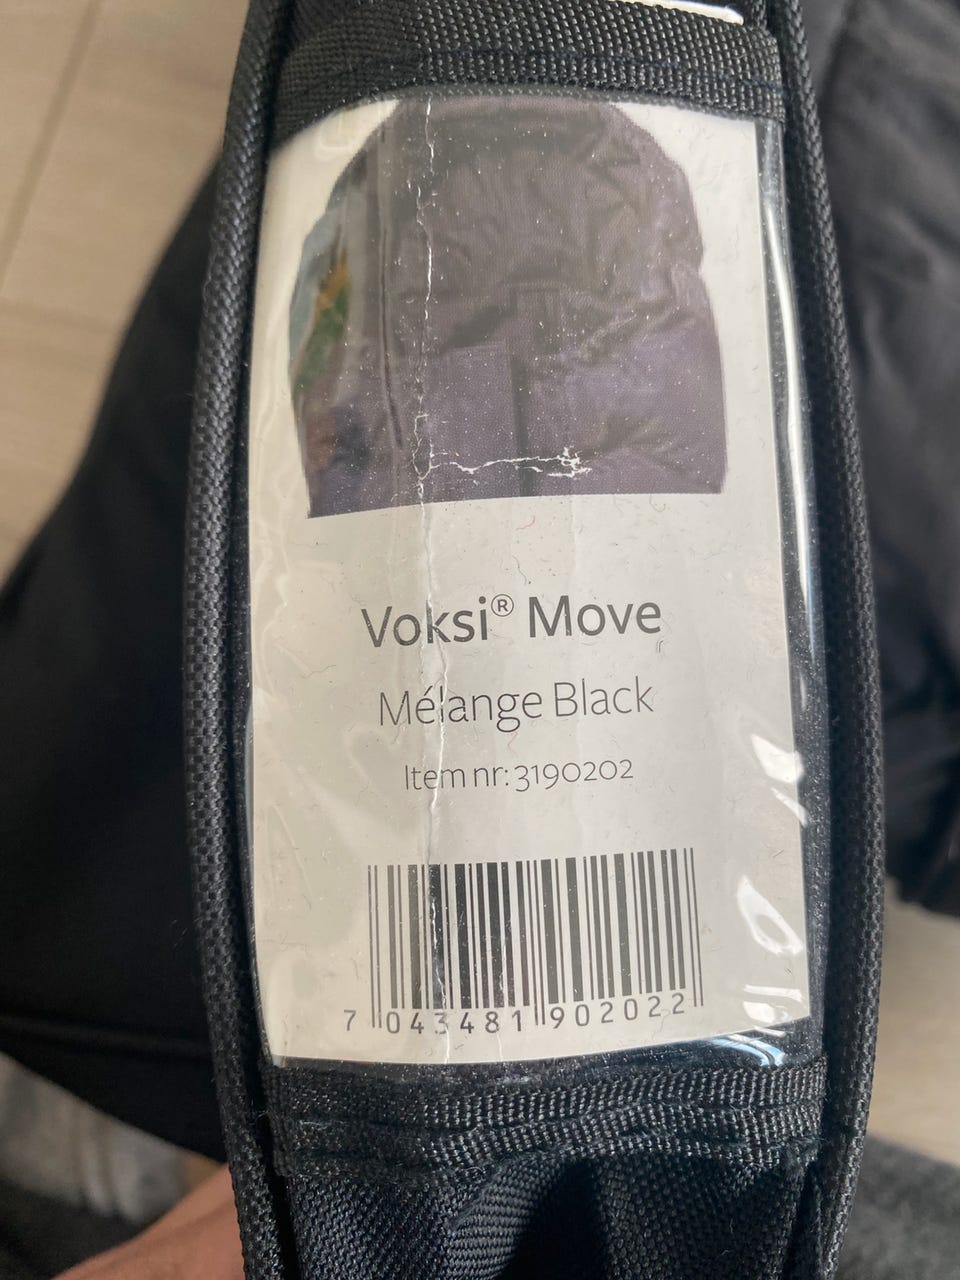 Voksi® Move
Mélange Black
Item nr: 3190202
7 043481 902022